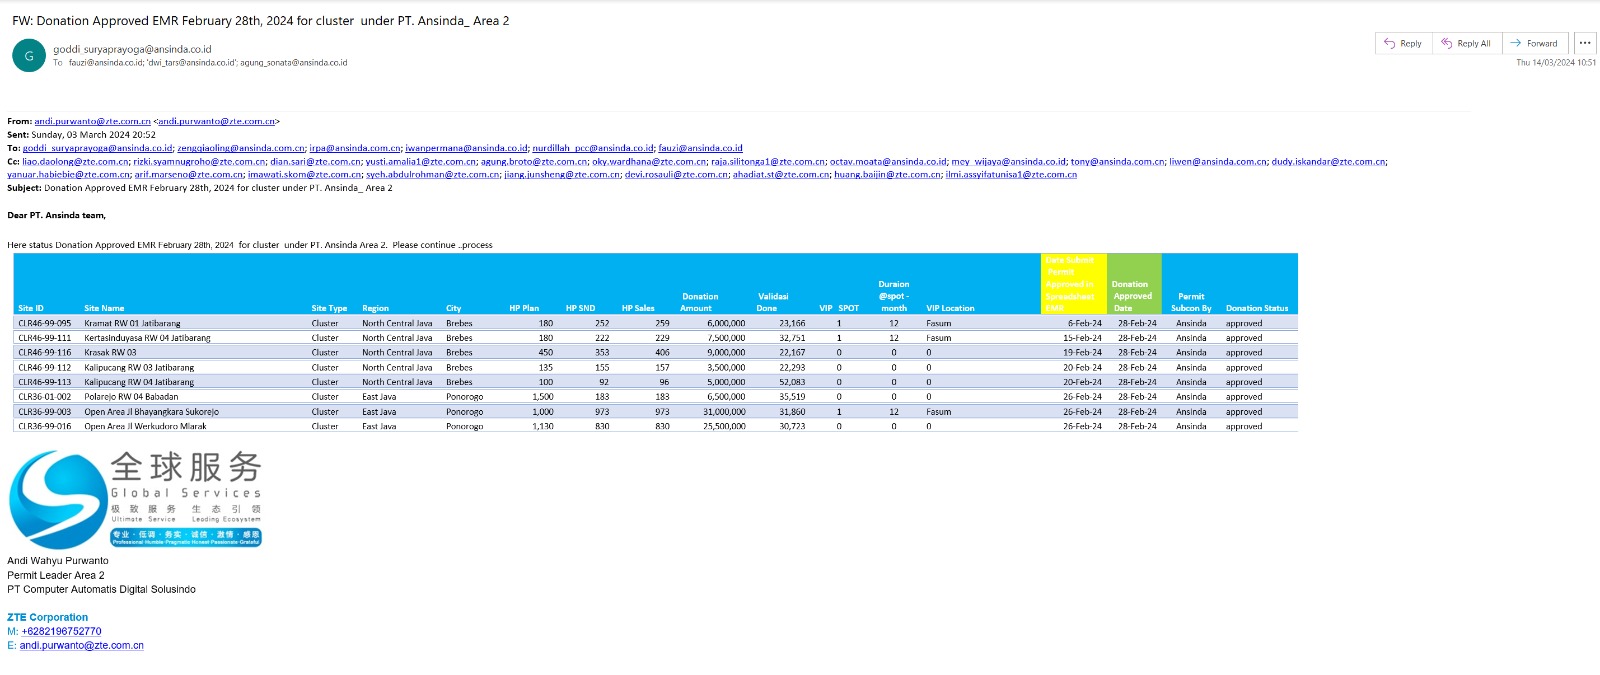 FW: Donation Approved EMR February 28th, 2024 for cluster  under PT. Ansinda_ Area 2
G
goddi_suryaprayoga@ansinda.co.id
To   fauzi@ansinda.co.id; 'dwi_tars@ansinda.co.id'; agung_sonata@ansinda.co.id
Reply
Reply All
Forward
...
Thu 14/03/2024 10:51
From: andi.purwanto@zte.com.cn <andi.purwanto@zte.com.cn>
Sent: Sunday, 03 March 2024 20:52
To: goddi_suryaprayoga@ansinda.co.id; zengqiaoling@ansinda.com.cn; irpa@ansinda.com.cn; iwanpermana@ansinda.co.id; nurdillah_pcc@ansinda.co.id; fauzi@ansinda.co.id
Cc: liao.daolong@zte.com.cn; rizki.syamnugroho@zte.com.cn; dian.sari@zte.com.cn; yusti.amalia1@zte.com.cn; agung.broto@zte.com.cn; oky.wardhana@zte.com.cn; raja.silitonga1@zte.com.cn; octav.moata@ansinda.co.id; mey_wijaya@ansinda.co.id; tony@ansinda.com.cn; liwen@ansinda.com.cn; dudy.iskandar@zte.com.cn;
yanuar.habiebie@zte.com.cn; arif.marseno@zte.com.cn; imawati.skom@zte.com.cn; syeh.abdulrohman@zte.com.cn; jiang.junsheng@zte.com.cn; devi.rosauli@zte.com.cn; ahadiat.st@zte.com.cn; huang.baijin@zte.com.cn; ilmi.assyifatunisa1@zte.com.cn
Subject: Donation Approved EMR February 28th, 2024 for cluster under PT. Ansinda_ Area 2
Dear PT. Ansinda team,
Here status Donation Approved EMR February 28th, 2024  for cluster  under PT. Ansinda Area 2.  Please continue ..process
Site ID   Site Name   Site Type   Region   City   HP Plan   HP SND   HP Sales   Donation Amount   Validasi Done   VIP  SPOT   Duraion @spot - month   VIP Location   Date Submit Permit Approved in Spreadsheet EMR   Donation Approved Date   Permit Subcon By   Donation Status
CLR46-99-095   Kramat RW 01 Jatibarang   Cluster   North Central Java   Brebes   180   252   259   6,000,000   23,166   1   12   Fasum   6-Feb-24   28-Feb-24   Ansinda   approved
CLR46-99-111   Kertasinduyasa RW 04 Jatibarang   Cluster   North Central Java   Brebes   180   222   229   7,500,000   32,751   1   12   Fasum   15-Feb-24   28-Feb-24   Ansinda   approved
CLR46-99-116   Krasak RW 03   Cluster   North Central Java   Brebes   450   353   406   9,000,000   22,167   0   0   0   19-Feb-24   28-Feb-24   Ansinda   approved
CLR46-99-112   Kalipucang RW 03 Jatibarang   Cluster   North Central Java   Brebes   135   155   157   3,500,000   22,293   0   0   0   20-Feb-24   28-Feb-24   Ansinda   approved
CLR46-99-113   Kalipucang RW 04 Jatibarang   Cluster   North Central Java   Brebes   100   92   96   5,000,000   52,083   0   0   0   20-Feb-24   28-Feb-24   Ansinda   approved
CLR36-01-002   Polarejo RW 04 Babadan   Cluster   East Java   Ponorogo   1,500   183   183   6,500,000   35,519   0   0   0   26-Feb-24   28-Feb-24   Ansinda   approved
CLR36-99-003   Open Area Jl Bhayangkara Sukorejo   Cluster   East Java   Ponorogo   1,000   973   973   31,000,000   31,860   1   12   Fasum   26-Feb-24   28-Feb-24   Ansinda   approved
CLR36-99-016   Open Area Jl Werkudoro Mlarak   Cluster   East Java   Ponorogo   1,130   830   830   25,500,000   30,723   0   0   0   26-Feb-24   28-Feb-24   Ansinda   approved
全球服务
Global Services
极致服务 生态引领
Ultimate Service   Leading Ecosystem
专业·低调·务实·诚信·激情·感恩
Professional·Humble·Pragmatic·Honest·Passionate·Grateful
Andi Wahyu Purwanto
Permit Leader Area 2
PT Computer Automatis Digital Solusindo
ZTE Corporation
M: +6282196752770
E: andi.purwanto@zte.com.cn